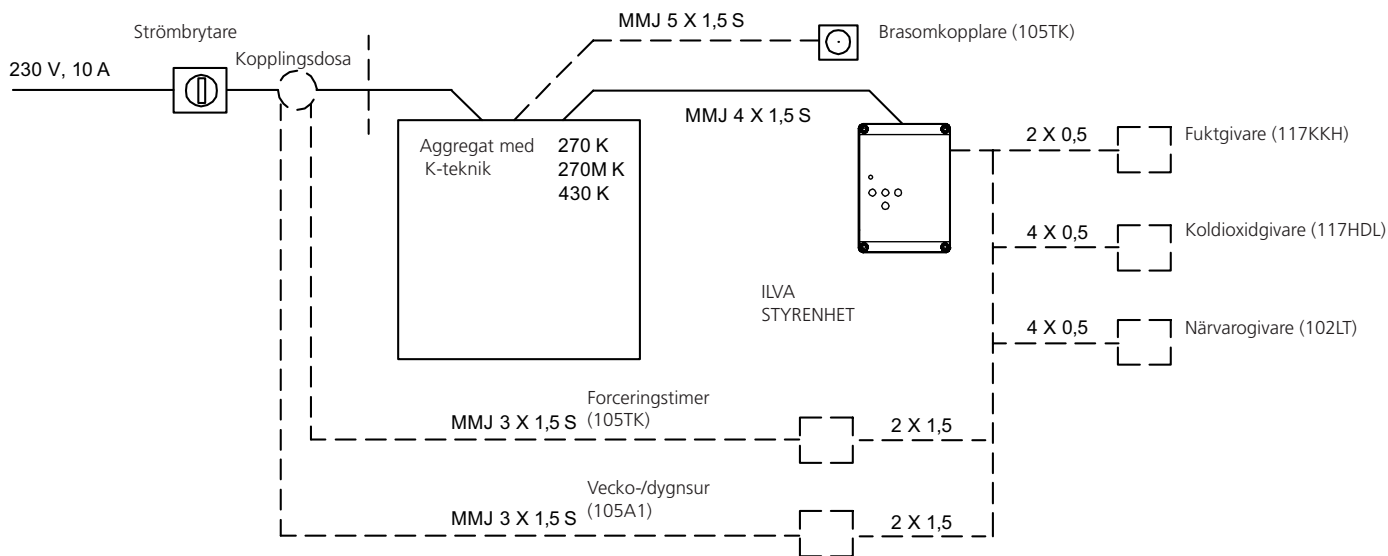 MMJ 5 X 1,5 S
Strömbrytare
Brasomkopplare (105TK)
Kopplingsdosa
230 V, 10 A
MMJ 4 X 1,5 S
Aggregat med 270 K
K-teknik 270M K
430 K
2 X 0,5
Fuktgivare (117KKH)
4 X 0,5
Koldioxidgivare (117HDL)
ILVA
STYRENHET
4 X 0,5
Närvarogivare (102LT)
Forceringstimer
(105TK)
MMJ 3 X 1,5 S
2 X 1,5
Vecko-/dygnsur
(105A1)
MMJ 3 X 1,5 S
2 X 1,5